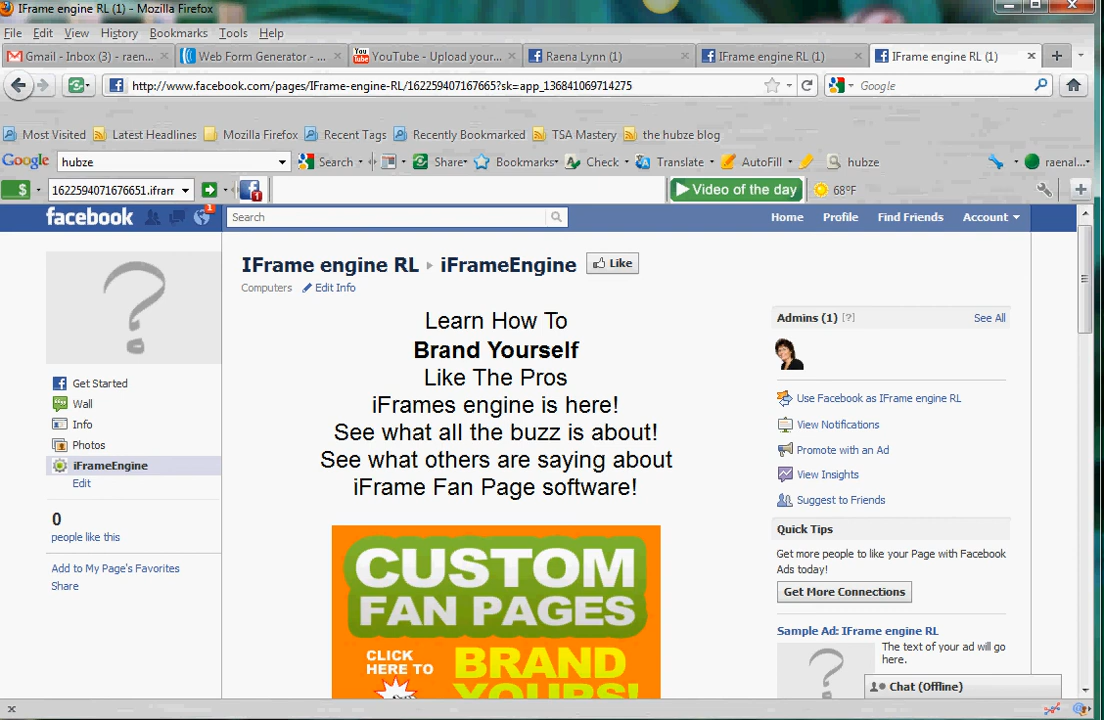 IFrame engine RL (1) - Mozilla Firefox
File Edit View History Bookmarks Tools Help
Gmail - Inbox (3) - raen... Web Form Generator - ... You Tube YouTube - Upload your... Raena Lynn (1) IFrame engine RL (1) IFrame engine RL (1)
http://www.facebook.com/pages/IFrame-engine-RL/162259407167665?sk=app_136841069714275 Google
Most Visited Latest Headlines Mozilla Firefox Recent Tags Recently Bookmarked TSA Mastery the hubze blog
Google hubze Search Share Bookmarks Check Translate AutoFill hubze raenal...
$ 1622594071676651.ifram 1 Video of the day 68°F
facebook 1 Search Home Profile Find Friends Account
IFrame engine RL ▸ iFrameEngine Like
Computers Edit Info
Get Started
Wall
Info
Photos
iFrameEngine
Edit
0
people like this
Add to My Page's Favorites
Share
Learn How To
Brand Yourself
Like The Pros
iFrames engine is here!
See what all the buzz is about!
See what others are saying about
iFrame Fan Page software!
CUSTOM
FAN PAGES
CLICK
HERE TO
BRAND
YOURS!
Admins (1) [?] See All
Use Facebook as IFrame engine RL
View Notifications
Promote with an Ad
View Insights
Suggest to Friends
Quick Tips
Get more people to like your Page with Facebook
Ads today!
Get More Connections
Sample Ad: IFrame engine RL
The text of your ad will go
here.
Chat (Offline)